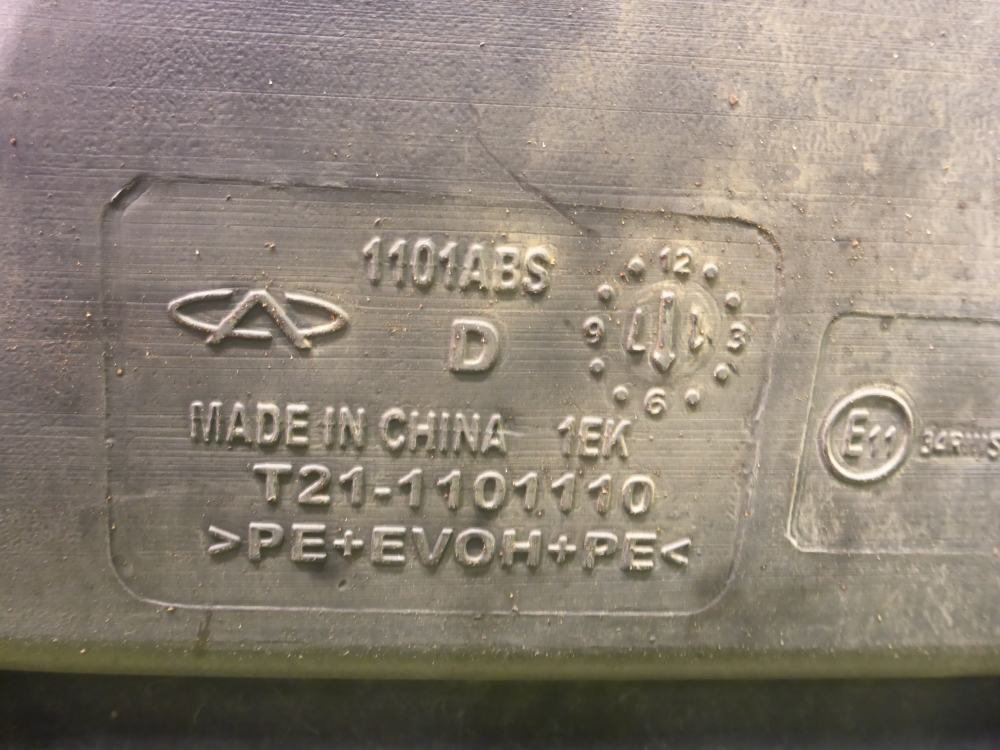 1101ABS
D
12
9
3
6
MADE IN CHINA 1EK
T21-1101110
>PE+EVOH+PE<
E11